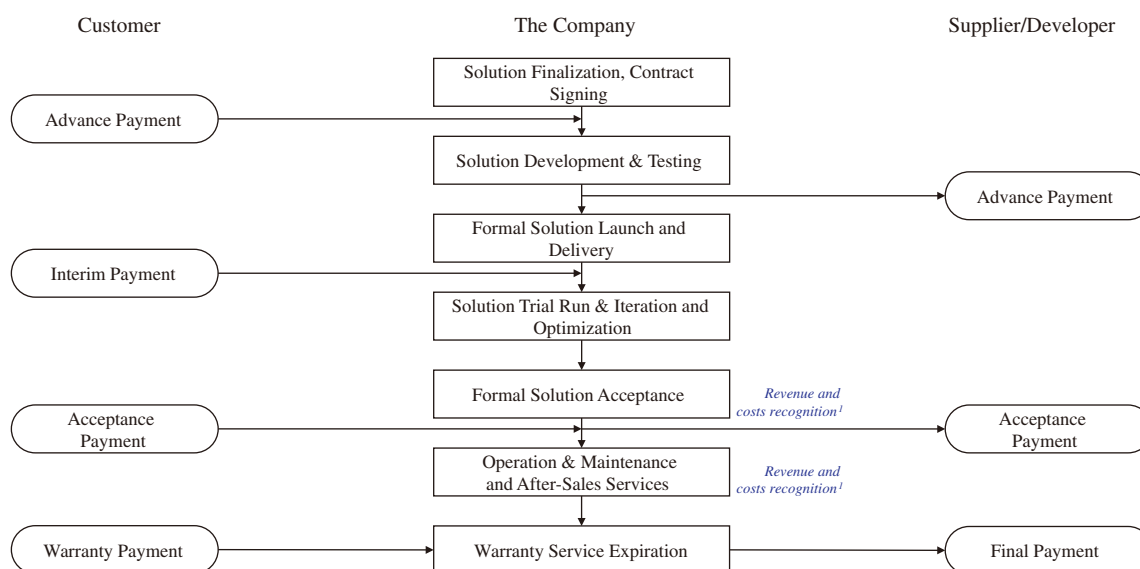 Customer
The Company
Supplier/Developer
Solution Finalization, Contract
Signing
Advance Payment
Solution Development & Testing
Advance Payment
Formal Solution Launch and
Delivery
Interim Payment
Solution Trial Run & Iteration and
Optimization
Formal Solution Acceptance
Revenue and
costs recognition¹
Acceptance
Payment
Acceptance
Payment
Operation & Maintenance
and After-Sales Services
Revenue and
costs recognition¹
Warranty Payment
Warranty Service Expiration
Final Payment